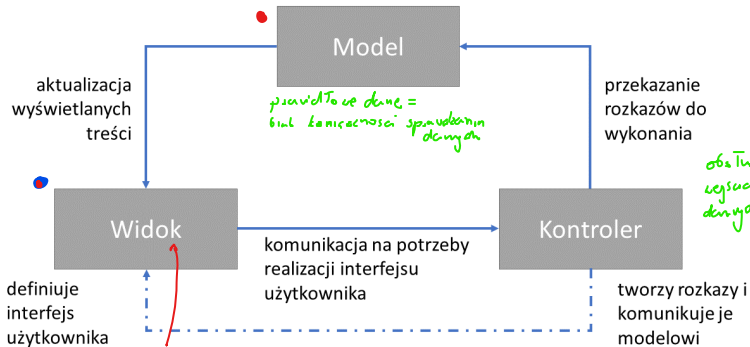 Model
aktualizacja
wyświetlanych
treści
prawidłowe dane =
brak konieczności sprawdzania
danych
przekazanie
rozkazów do
wykonania
Widok
komunikacja na potrzeby
realizacji interfejsu
użytkownika
Kontroler
definiuje
interfejs
użytkownika
tworzy rozkazy i
komunikuje je
modelowi